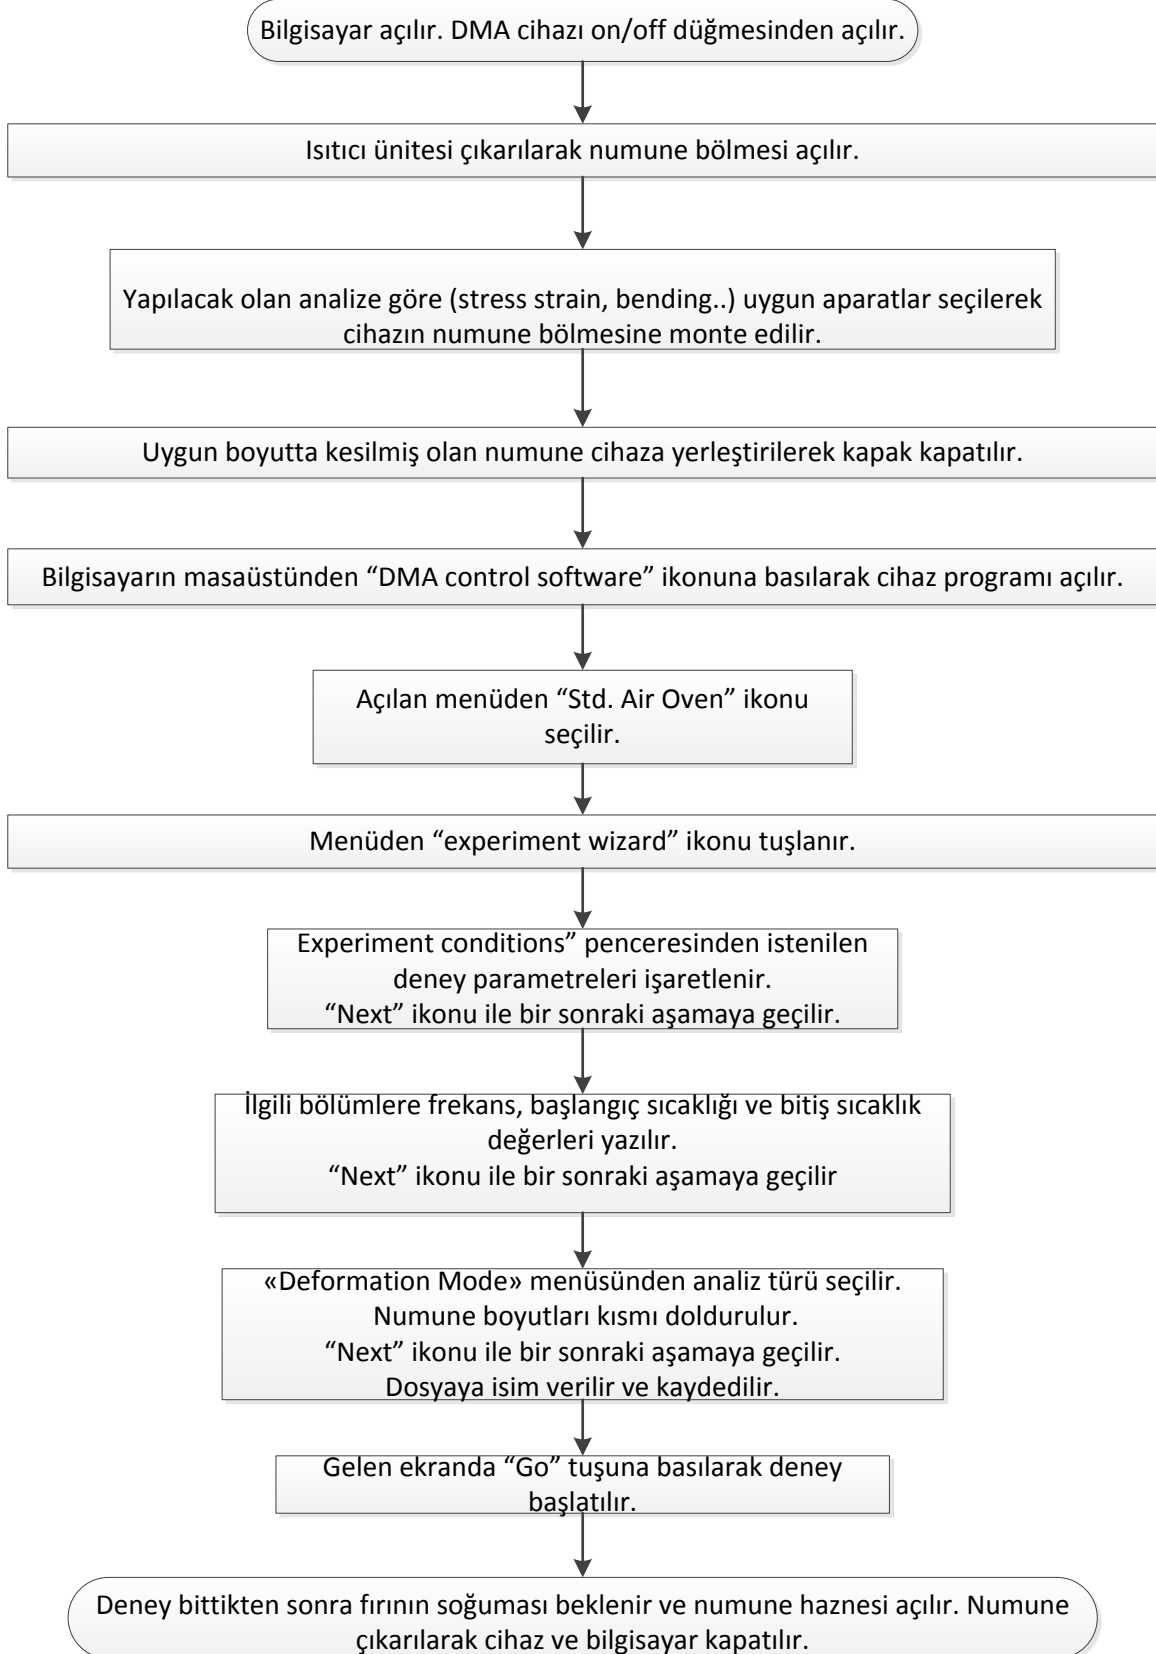 Bilgisayar açılır. DMA cihazı on/off düğmesinden açılır.
Isıtıcı ünitesi çıkarılarak numune bölmesi açılır.
Yapılacak olan analize göre (stress strain, bending..) uygun aparatlar seçilerek
cihazın numune bölmesine monte edilir.
Uygun boyutta kesilmiş olan numune cihaza yerleştirilerek kapak kapatılır.
Bilgisayarın masaüstünden “DMA control software” ikonuna basılarak cihaz programı açılır.
Açılan menüden “Std. Air Oven” ikonu
seçilir.
Menüden “experiment wizard” ikonu tuşlanır.
Experiment conditions” penceresinden istenilen
deney parametreleri işaretlenir.
“Next” ikonu ile bir sonraki aşamaya geçilir.
İlgili bölümlere frekans, başlangıç sıcaklığı ve bitiş sıcaklık
değerleri yazılır.
“Next” ikonu ile bir sonraki aşamaya geçilir
«Deformation Mode» menüsünden analiz türü seçilir.
Numune boyutları kısmı doldurulur.
“Next” ikonu ile bir sonraki aşamaya geçilir.
Dosyaya isim verilir ve kaydedilir.
Gelen ekranda “Go” tuşuna basılarak deney
başlatılır.
Deney bittikten sonra fırının soğuması beklenir ve numune haznesi açılır. Numune
çıkarılarak cihaz ve bilgisayar kapatılır.